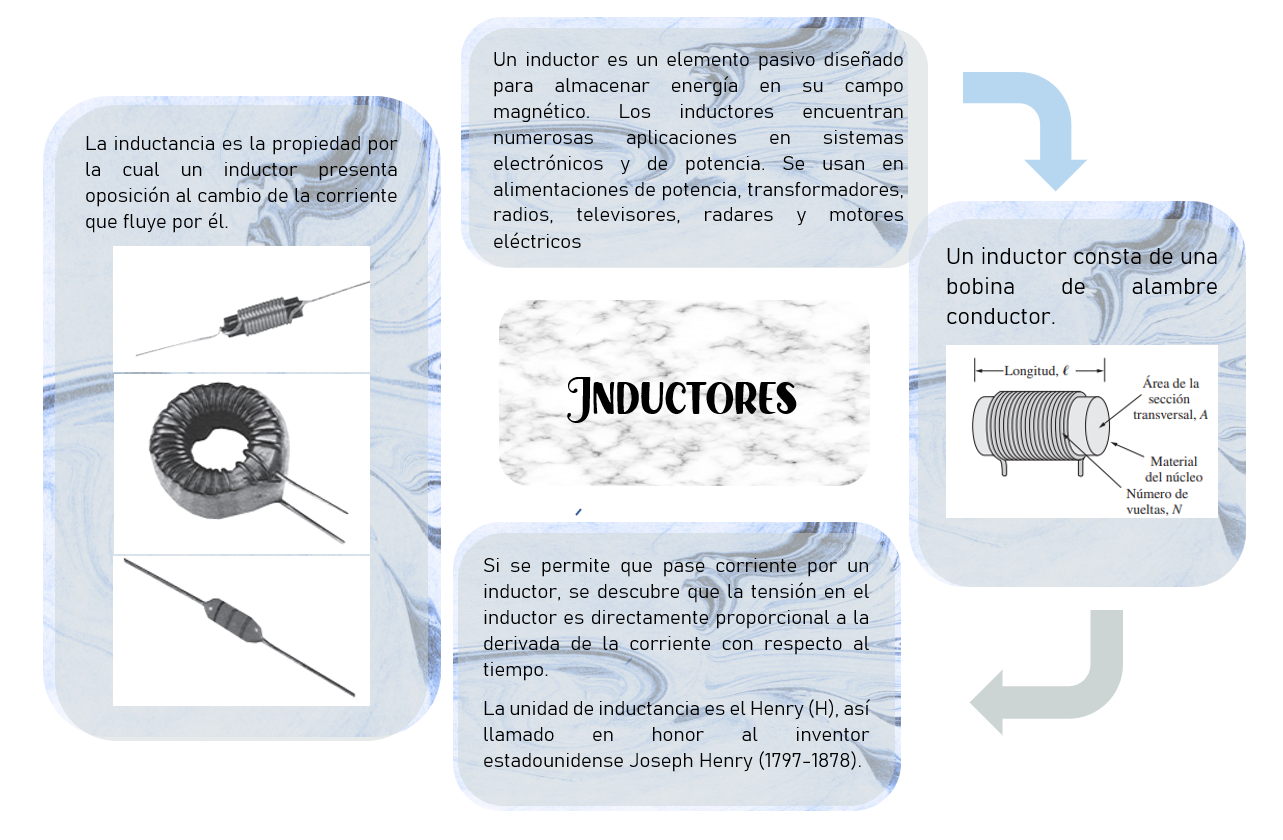 Un inductor es un elemento pasivo diseñado
para almacenar energía en su campo
magnético. Los inductores encuentran
numerosas aplicaciones en sistemas
electrónicos y de potencia. Se usan en
alimentaciones de potencia, transformadores,
radios, televisores, radares y motores
eléctricos
Un inductor consta de una
bobina de alambre
conductor.
Longitud, ℓ
Área de la
sección
transversal, A
Material
del núcleo
Número de
vueltas, N
Si se permite que pase corriente por un
inductor, se descubre que la tensión en el
inductor es directamente proporcional a la
derivada de la corriente con respecto al
tiempo.
La unidad de inductancia es el Henry (H), así
llamado en honor al inventor
estadounidense Joseph Henry (1797-1878).
La inductancia es la propiedad por
la cual un inductor presenta
oposición al cambio de la corriente
que fluye por él.
INDUCTORES